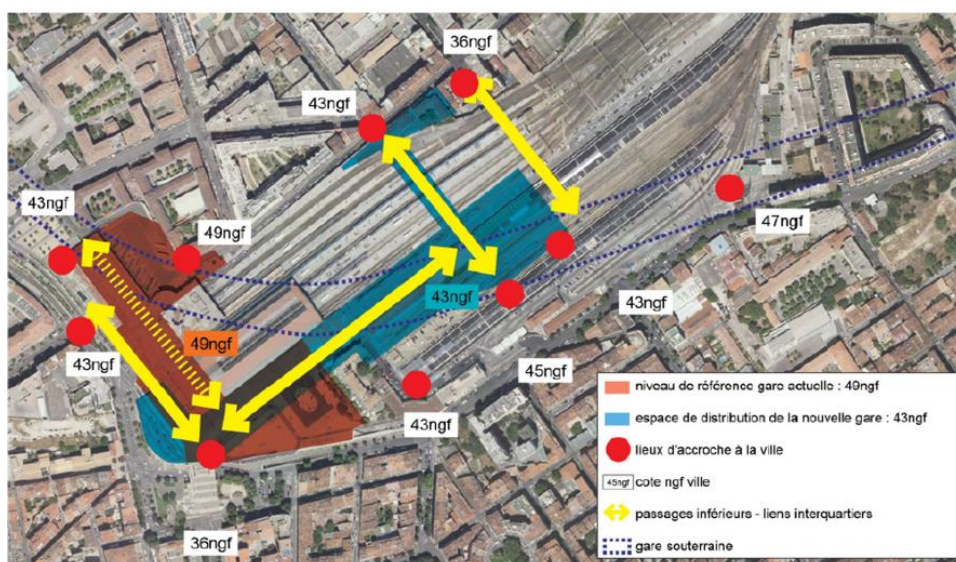 36ngf
43ngf
43ngf
49ngf
47ngf
43ngf
43ngf
49ngf
43ngf
45ngf
43ngf
36ngf
niveau de référence gare actuelle : 49ngf
espace de distribution de la nouvelle gare : 43ngf
lieux d'accroche à la ville
45ngf cote ngf ville
passages inférieurs - liens interquartiers
gare souterraine